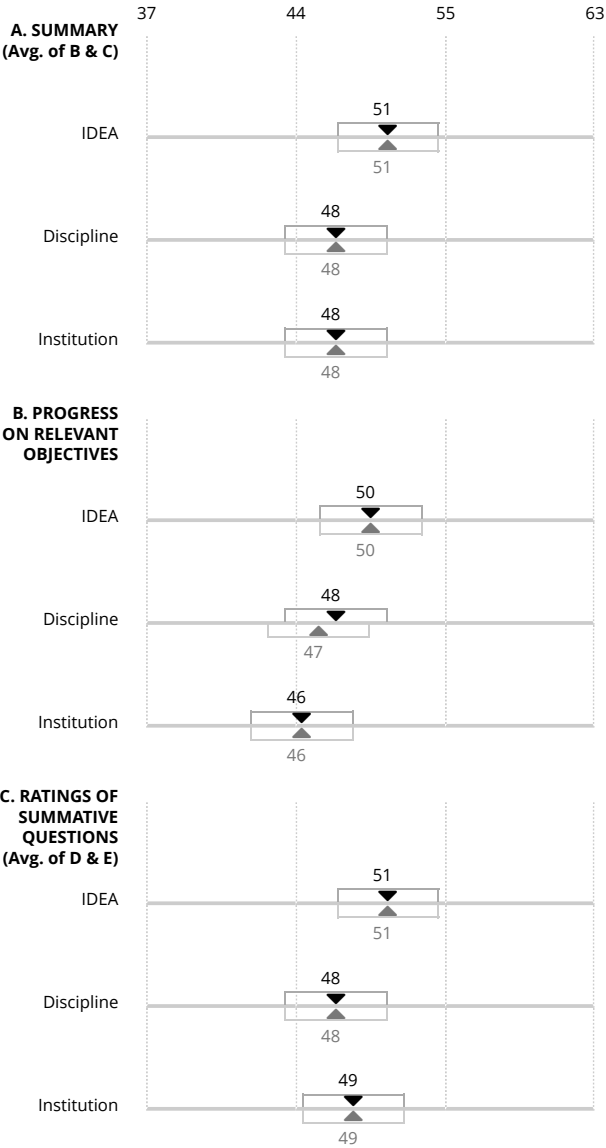 37 44 55 63
A. SUMMARY
(Avg. of B & C)
51
IDEA
51
48
Discipline
48
48
Institution
48
B. PROGRESS
ON RELEVANT
OBJECTIVES
50
IDEA
50
48
Discipline
47
46
Institution
46
C. RATINGS OF
SUMMATIVE
QUESTIONS
(Avg. of D & E)
51
IDEA
51
48
Discipline
48
49
Institution
49